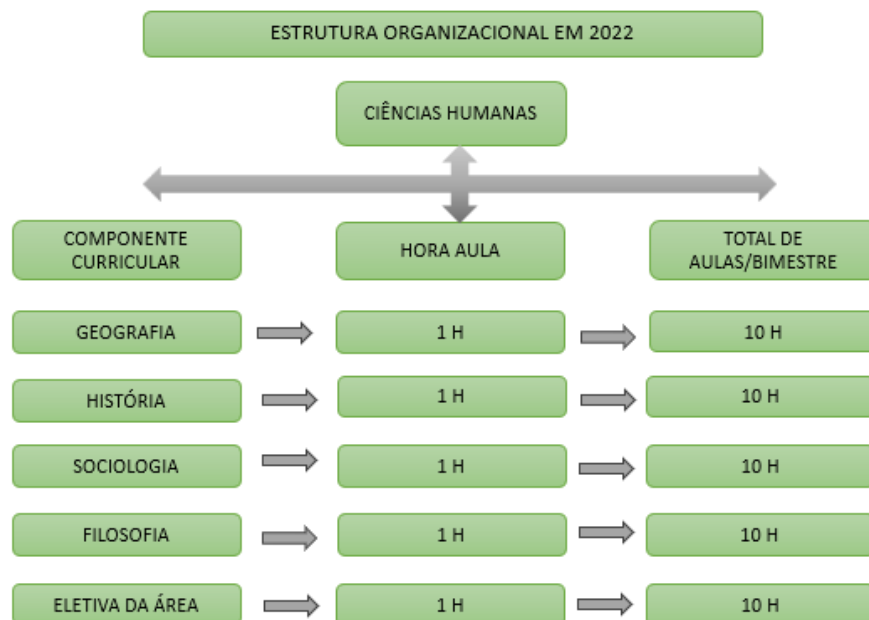 ESTRUTURA ORGANIZACIONAL EM 2022
CIÊNCIAS HUMANAS
COMPONENTE
CURRICULAR
HORA AULA
TOTAL DE
AULAS/BIMESTRE
GEOGRAFIA
1 H
10 H
HISTÓRIA
1 H
10 H
SOCIOLOGIA
1 H
10 H
FILOSOFIA
1 H
10 H
ELETIVA DA ÁREA
1 H
10 H